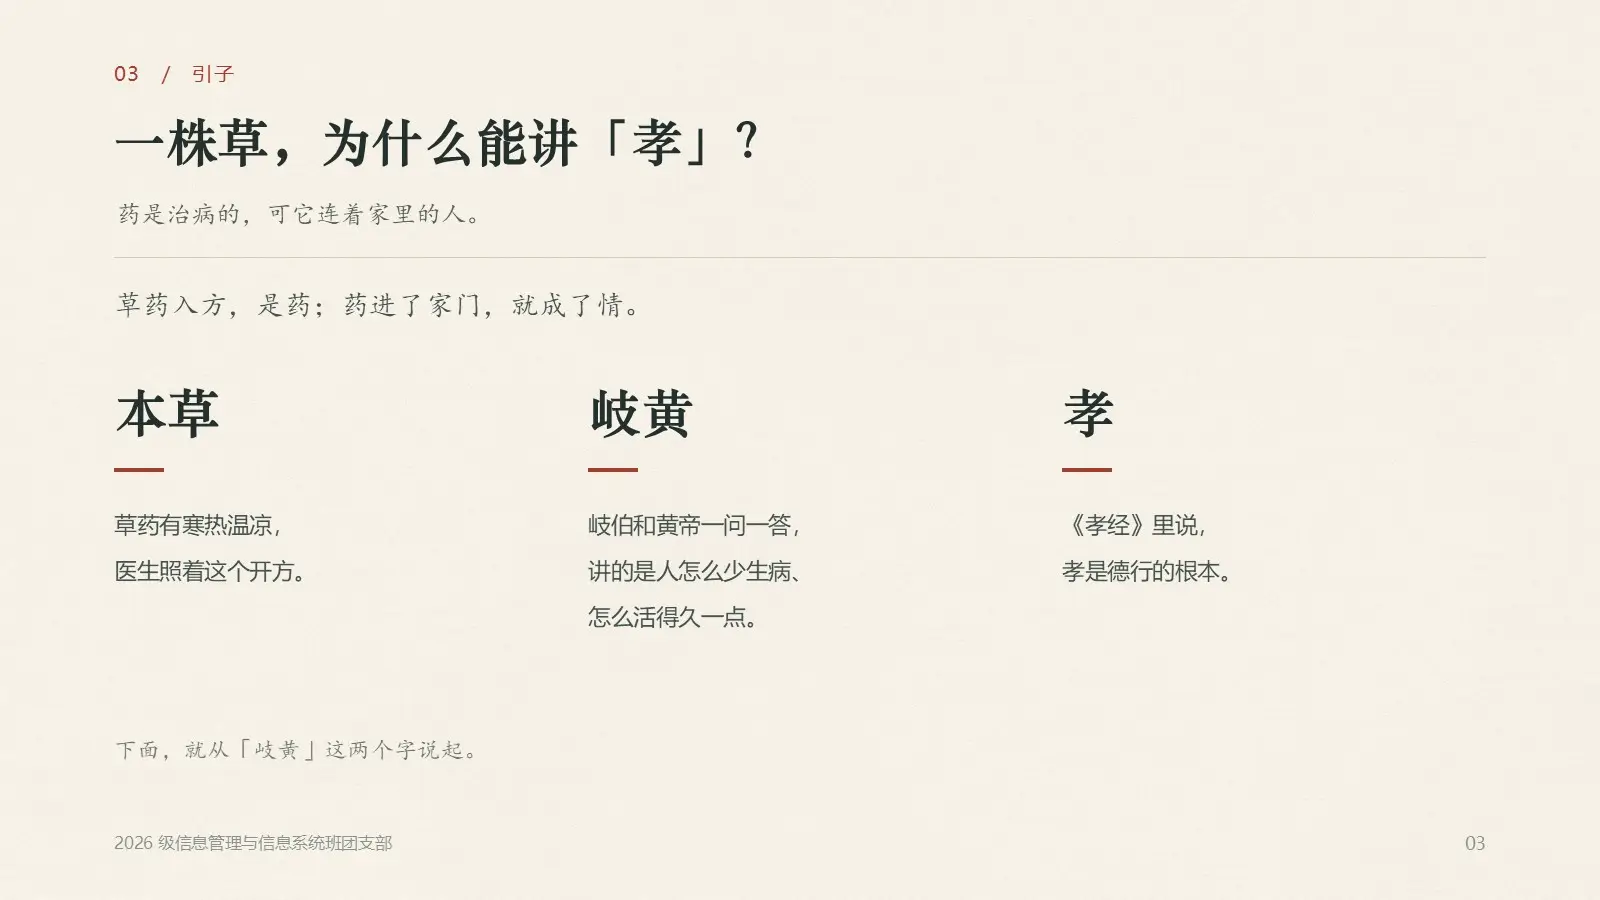 03 / 引子
一株草，为什么能讲「孝」？
药是治病的，可它连着家里的人。
草药入方，是药；药进了家门，就成了情。
本草
草药有寒热温凉，
医生照着这个开方。
岐黄
岐伯和黄帝一问一答，
讲的是人怎么少生病、
怎么活得久一点。
孝
《孝经》里说，
孝是德行的根本。
下面，就从「岐黄」这两个字说起。
2026 级信息管理与信息系统班团支部
03